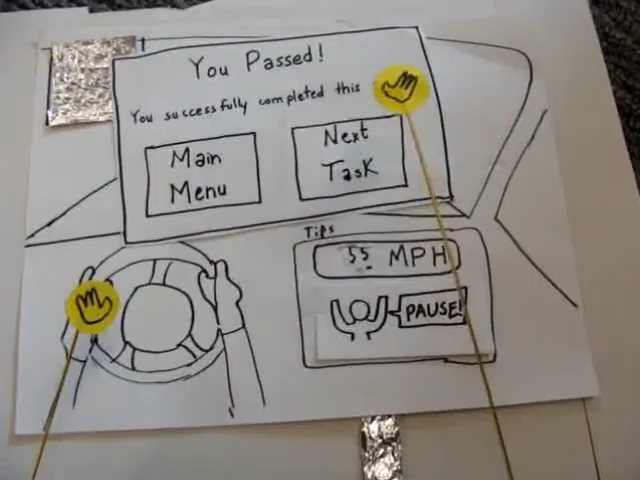 You Passed!
You successfully completed this
Main
Menu
Next
Task
Tips
55 MPH
PAUSE!